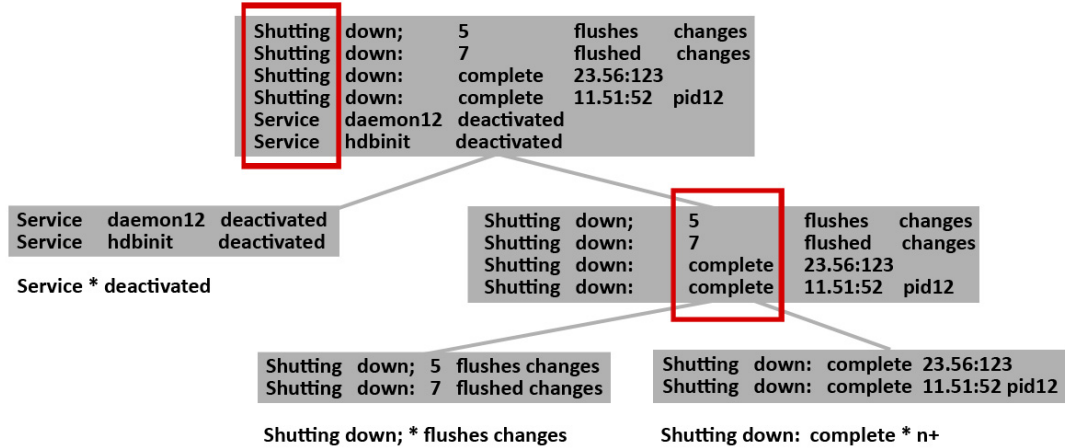 Shutting down; 5 flushes changes
Shutting down: 7 flushed changes
Shutting down: complete 23.56:123
Shutting down: complete 11.51:52 pid12
Service daemon12 deactivated
Service hdbinit deactivated
Service daemon12 deactivated
Service hdbinit deactivated
Service * deactivated
Shutting down; 5 flushes changes
Shutting down: 7 flushed changes
Shutting down: complete 23.56:123
Shutting down: complete 11.51:52 pid12
Shutting down; 5 flushes changes
Shutting down: 7 flushed changes
Shutting down; * flushes changes
Shutting down: complete 23.56:123
Shutting down: complete 11.51:52 pid12
Shutting down: complete * n+